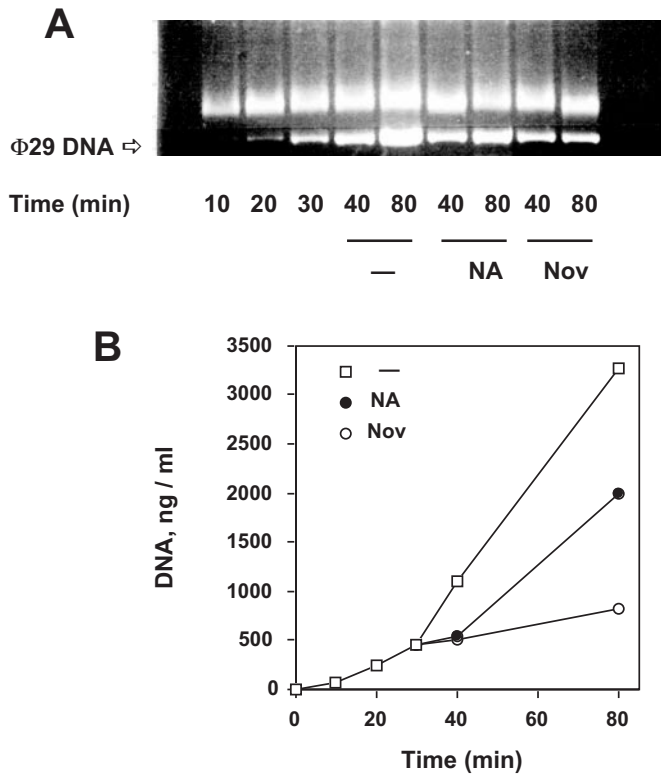 A
Φ29 DNA ⇨
Time (min) 10 20 30 40 80 40 80 40 80
— NA Nov
B
3500
3000
2000
1500
1000
500
0
— 
NA
Nov
DNA, ng / ml
0 20 40 60 80
Time (min)